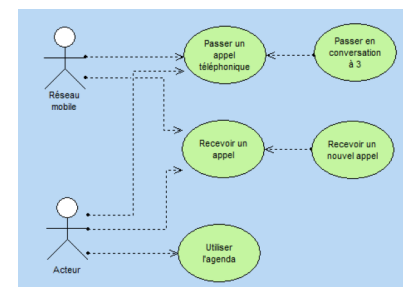 Passer un
appel
téléphonique
Passer en
conversation
à 3
Réseau
mobile
Recevoir un
appel
Recevoir un
nouvel appel
Utiliser
l'agenda
Acteur